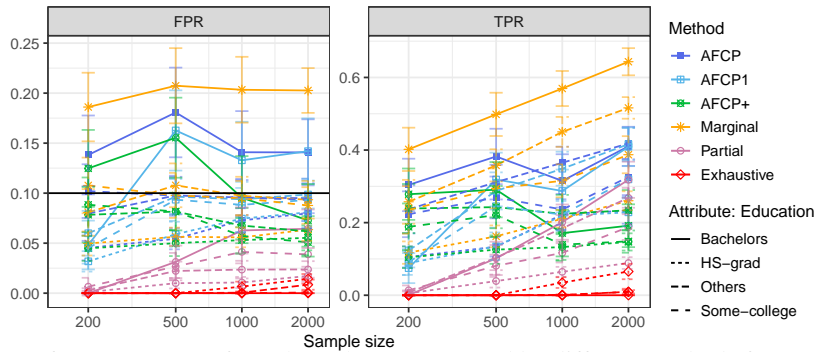 FPR
TPR
0.25
0.20
0.15
0.10
0.05
0.00
0.6
0.4
0.2
0.0
200 500 1000 2000
200 500 1000 2000
Sample size
Method
AFCP
AFCP1
AFCP+
Marginal
Partial
Exhaustive
Attribute: Education
Bachelors
HS−grad
Others
Some−college